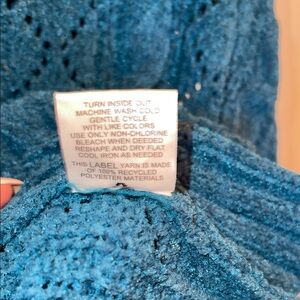 TURN INSIDE OUT
MACHINE WASH COLD
GENTLE CYCLE
WITH LIKE COLORS
USE ONLY NON-CHLORINE
BLEACH WHEN NEEDED
RESHAPE AND DRY FLAT
COOL IRON AS NEEDED
THIS LABEL YARN IS MADE
OF 100% RECYCLED
POLYESTER MATERIALS